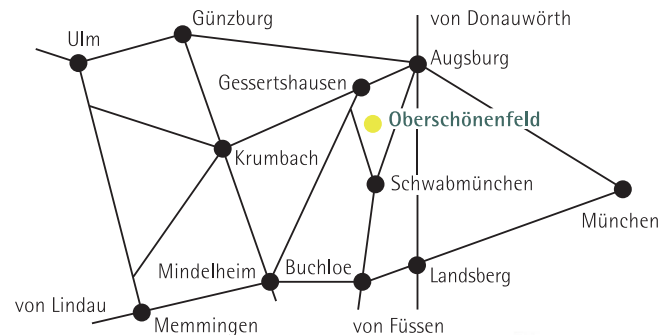 Günzburg
von Donauwörth
Ulm
Augsburg
Gessertshausen
Oberschönenfeld
Krumbach
Schwabmünchen
München
Mindelheim
Buchloe
Landsberg
von Lindau
Memmingen
von Füssen